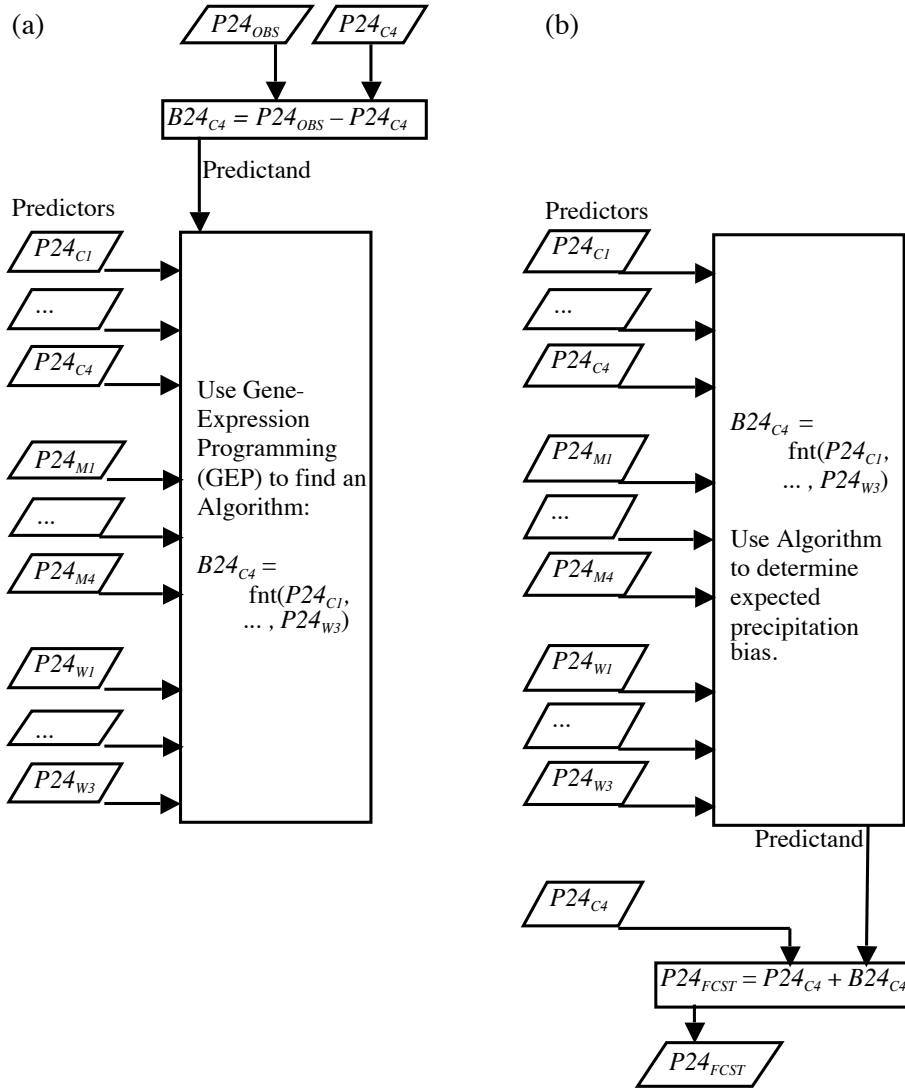 (a)
P24OBS
P24C4
B24C4 = P24OBS – P24C4
Predictand
Predictors
P24C1
...
P24C4
P24M1
...
P24M4
P24W1
...
P24W3
Use Gene-
Expression
Programming
(GEP) to find an
Algorithm:
B24C4 =
fnt(P24C1,
... , P24W3)
(b)
Predictors
P24C1
...
P24C4
P24M1
...
P24M4
P24W1
...
P24W3
B24C4 =
fnt(P24C1,
... , P24W3)
Use Algorithm
to determine
expected
precipitation
bias.
Predictand
P24C4
P24FCST = P24C4 + B24C4
P24FCST